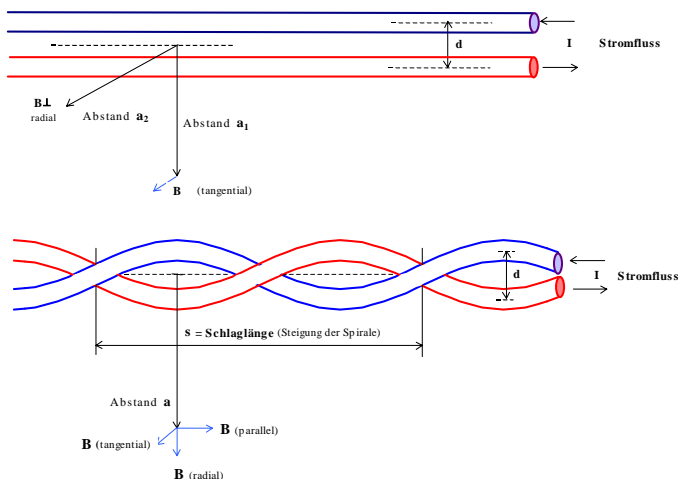 d
I Stromfluss
B⊥
radial
Abstand a₂
Abstand a₁
B (tangential)
d
I Stromfluss
s = Schlaglänge (Steigung der Spirale)
Abstand a
B (parallel)
B (tangential)
B (radial)